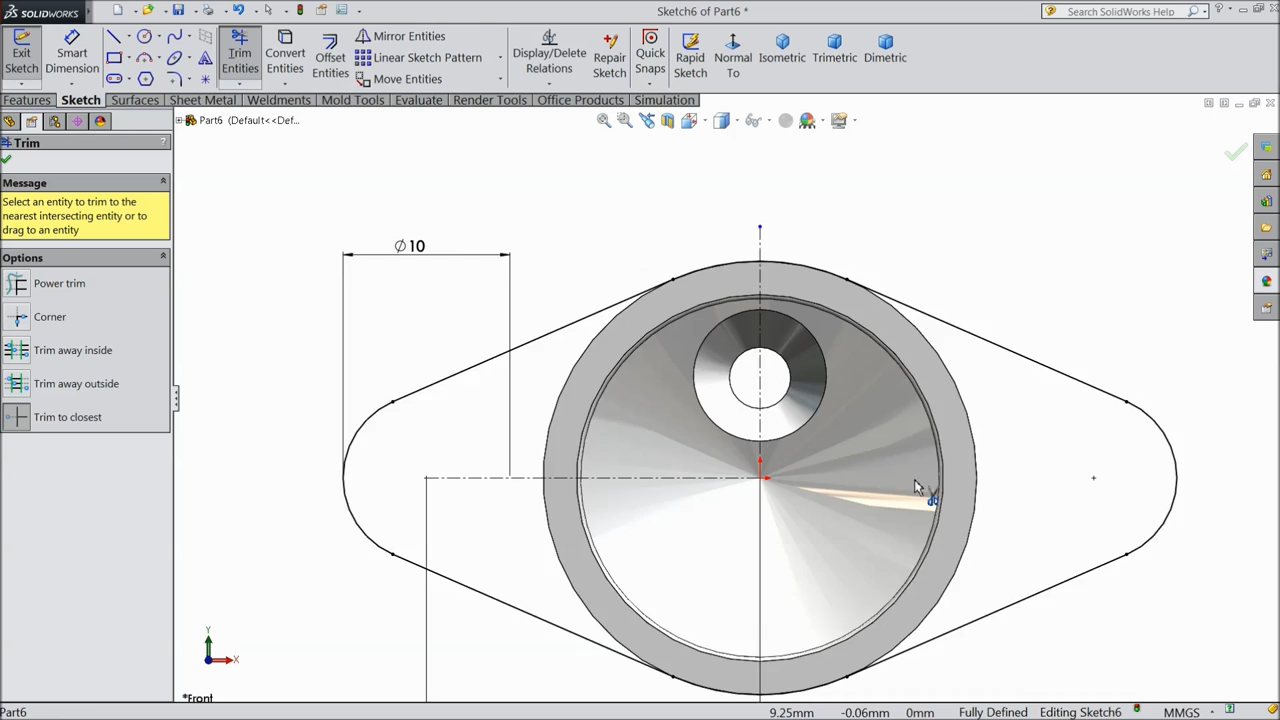 SOLIDWORKS
Sketch6 of Part6 *
Search SolidWorks Help
Exit Sketch
Smart Dimension
Trim Entities
Convert Entities
Offset Entities
Mirror Entities
Linear Sketch Pattern
Move Entities
Display/Delete Relations
Repair Sketch
Quick Snaps
Rapid Sketch
Normal To
Isometric
Trimetric
Dimetric
Features
Sketch
Surfaces
Sheet Metal
Weldments
Mold Tools
Evaluate
Render Tools
Office Products
Simulation
Part6 (Default<<Def...
Trim
?
Message
Select an entity to trim to the
nearest intersecting entity or to
drag to an entity
Options
Power trim
Corner
Trim away inside
Trim away outside
Trim to closest
∅10
Y
X
*Front
Part6
9.25mm
-0.06mm
0mm
Fully Defined
Editing Sketch6
MMGS